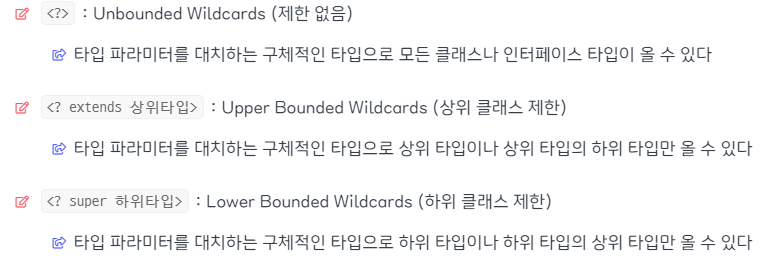 <?> : Unbounded Wildcards (제한 없음)
타입 파라미터를 대치하는 구체적인 타입으로 모든 클래스나 인터페이스 타입이 올 수 있다
<? extends 상위타입> : Upper Bounded Wildcards (상위 클래스 제한)
타입 파라미터를 대치하는 구체적인 타입으로 상위 타입이나 상위 타입의 하위 타입만 올 수 있다
<? super 하위타입> : Lower Bounded Wildcards (하위 클래스 제한)
타입 파라미터를 대치하는 구체적인 타입으로 하위 타입이나 하위 타입의 상위 타입만 올 수 있다